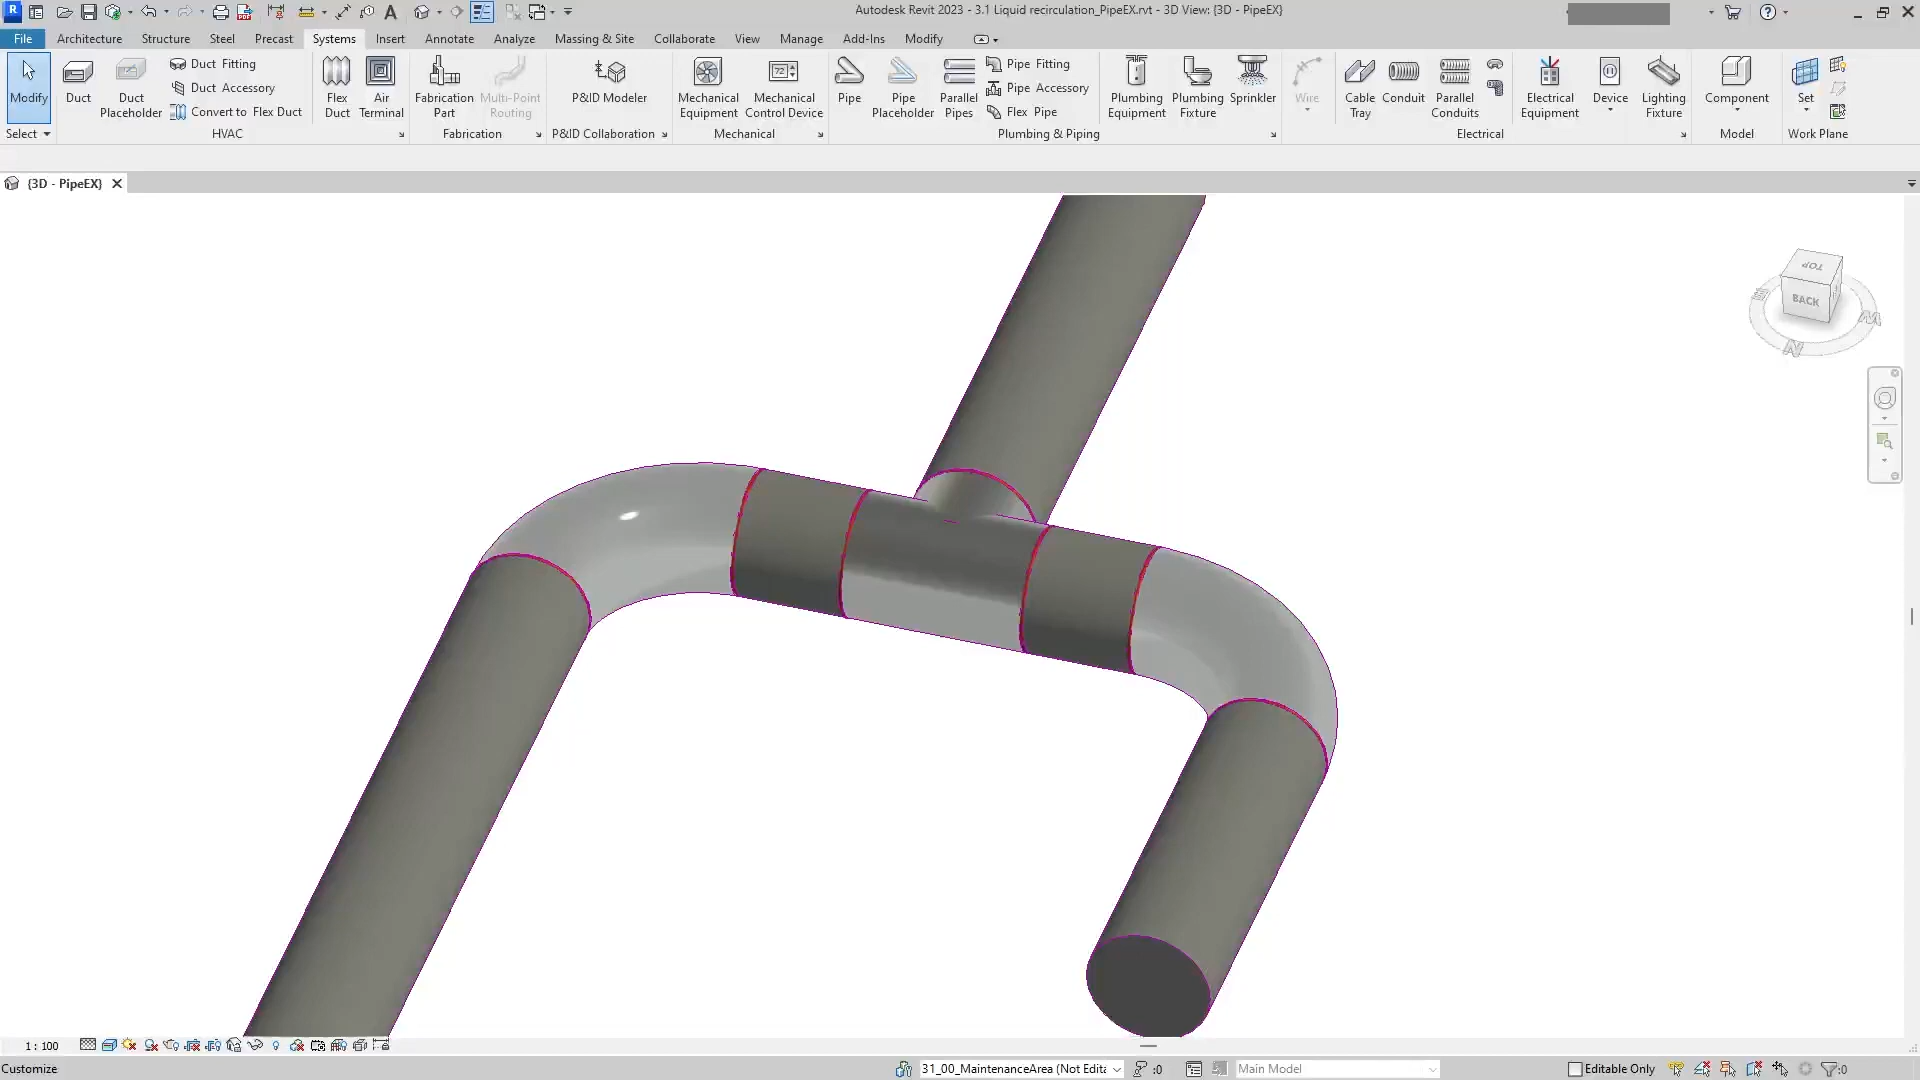 Autodesk Revit 2023 - 3.1 Liquid recirculation_PipeEX.rvt - 3D View: {3D - PipeEX}
File Architecture Structure Steel Precast Systems Insert Annotate Analyze Massing & Site Collaborate View Manage Add-Ins Modify
Modify
Duct
Duct Placeholder
Duct Fitting
Duct Accessory
Convert to Flex Duct
Flex Duct
Air Terminal
Fabrication Part
Multi-Point Routing
P&ID Modeler
Mechanical Equipment
Mechanical Control Device
Pipe
Pipe Placeholder
Parallel Pipes
Pipe Fitting
Pipe Accessory
Flex Pipe
Plumbing Equipment
Plumbing Fixture
Sprinkler
Wire
Cable Tray
Conduit
Parallel Conduits
Electrical Equipment
Device
Lighting Fixture
Component
Set
Select HVAC Fabrication P&ID Collaboration Mechanical Plumbing & Piping Electrical Model Work Plane
{3D - PipeEX}
TOP
BACK
N
1 : 100
Customize
31_00_MaintenanceArea (Not Edita
:0
Main Model
Editable Only
:0